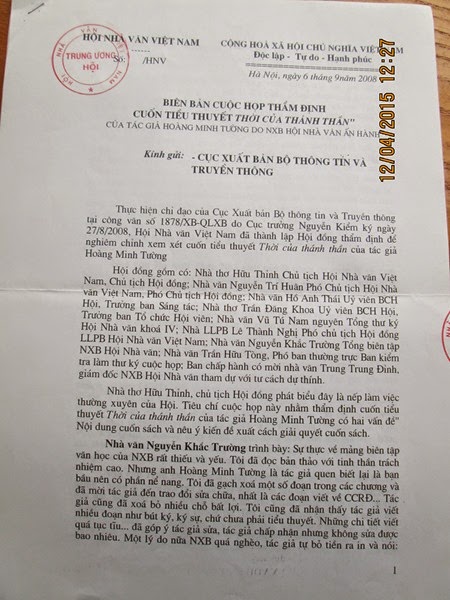 HỘI NHÀ VĂN VIỆT NAM
CỘNG HOÀ XÃ HỘI CHỦ NGHĨA VIỆT NAM
Số: /HNV
Độc lập - Tự do - Hạnh phúc
HỘI NHÀ VĂN VIỆT NAM
TRUNG ƯƠNG HỘI
Hà Nội, ngày 6 tháng 9 năm 2008
12/04/2015 12:27
BIÊN BẢN CUỘC HỌP THẨM ĐỊNH
CUỐN TIỂU THUYẾT THỜI CỦA THÁNH THẦN"
CỦA TÁC GIẢ HOÀNG MINH TƯỜNG DO NXB HỘI NHÀ VĂN ẤN HÀNH
Kính gửi: - CỤC XUẤT BẢN BỘ THÔNG TIN VÀ
TRUYỀN THÔNG
Thực hiện chỉ đạo của Cục Xuất bản Bộ thông tin và Truyền thông
tại công văn số 1878/XB-QLXB do Cục trưởng Nguyễn Kiểm ký ngày
27/8/2008, Hội Nhà văn Việt Nam đã thành lập Hội đồng thẩm định để
nghiêm chỉnh xem xét cuốn tiểu thuyết Thời của thánh thần của tác giả
Hoàng Minh Tường
Hội đồng gồm có: Nhà thơ Hữu Thỉnh Chủ tịch Hội Nhà văn Việt
Nam, Chủ tịch Hội đồng; Nhà văn Nguyễn Trí Huân Phó Chủ tịch Hội Nhà
văn Việt Nam, Phó Chủ tịch Hội đồng; Nhà văn Hồ Anh Thái Uỷ viên BCH
Hội, Trưởng ban Sáng tác; Nhà thơ Trần Đăng Khoa Uỷ viên BCH Hội,
Trưởng ban Tổ chức Hội viên; Nhà văn Vũ Tú Nam nguyên Tổng thư ký
Hội Nhà văn khoá IV; Nhà LLPB Lê Thành Nghị Phó chủ tịch Hội đồng
LLPB Hội Nhà văn Việt Nam; Nhà văn Nguyễn Khắc Trường Tổng biên tập
NXB Hội Nhà văn; Nhà văn Trần Hữu Tòng, Phó ban thường trực Ban kiểm
tra làm thư ký cuộc họp; Ban chấp hành có mời nhà văn Trung Trung Đỉnh,
giám đốc NXB Hội Nhà văn tham dự với tư cách dự thính.
Nhà thơ Hữu Thỉnh, chủ tịch Hội đồng phát biểu đây là nếp làm việc
thường xuyên của Hội. Tiêu chí cuộc họp này nhằm thẩm định cuốn tiểu
thuyết Thời của thánh thần của tác giả Hoàng Minh Tường có hai vấn đề"
Nội dung cuốn sách và nêu ý kiến đề xuất cách giải quyết cuốn sách.
Nhà văn Nguyễn Khắc Trường trình bày: Sự thực về mảng biên tập
văn học của NXB rất thiếu và yếu. Tôi đã đọc bản thảo với tinh thần trách
nhiệm cao. Nhưng anh Hoàng Minh Tường là tác giả quen biết lại là bạn
bầu nên có phần nể nang. Tôi đã gạch xoá một số đoạn trong các chương và
đã mời tác giả đến trao đổi sửa chữa, nhất là các đoạn viết về CCRĐ... Tác
giả cũng đã xoá bỏ nhiều chỗ bất lợi. Tôi cũng đã nhận thấy tác giả viết
nhiều đoạn như bút ký, ký sự, chứ chưa phải tiểu thuyết. Những chi tiết viết
quá tục tĩu... đã góp ý tác giả sửa, tác giả chấp nhận nhưng không sửa được
bao nhiêu. Một lý do nữa NXB quá nghèo, tác giả tự bỏ tiền ra in và nói:
1